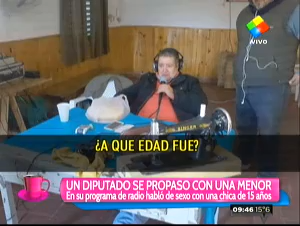 VIVO
¿A QUE EDAD FUE?
UN DIPUTADO SE PROPASO CON UNA MENOR
En su programa de radio habló de sexo con una chica de 15 años
09:46 15°6